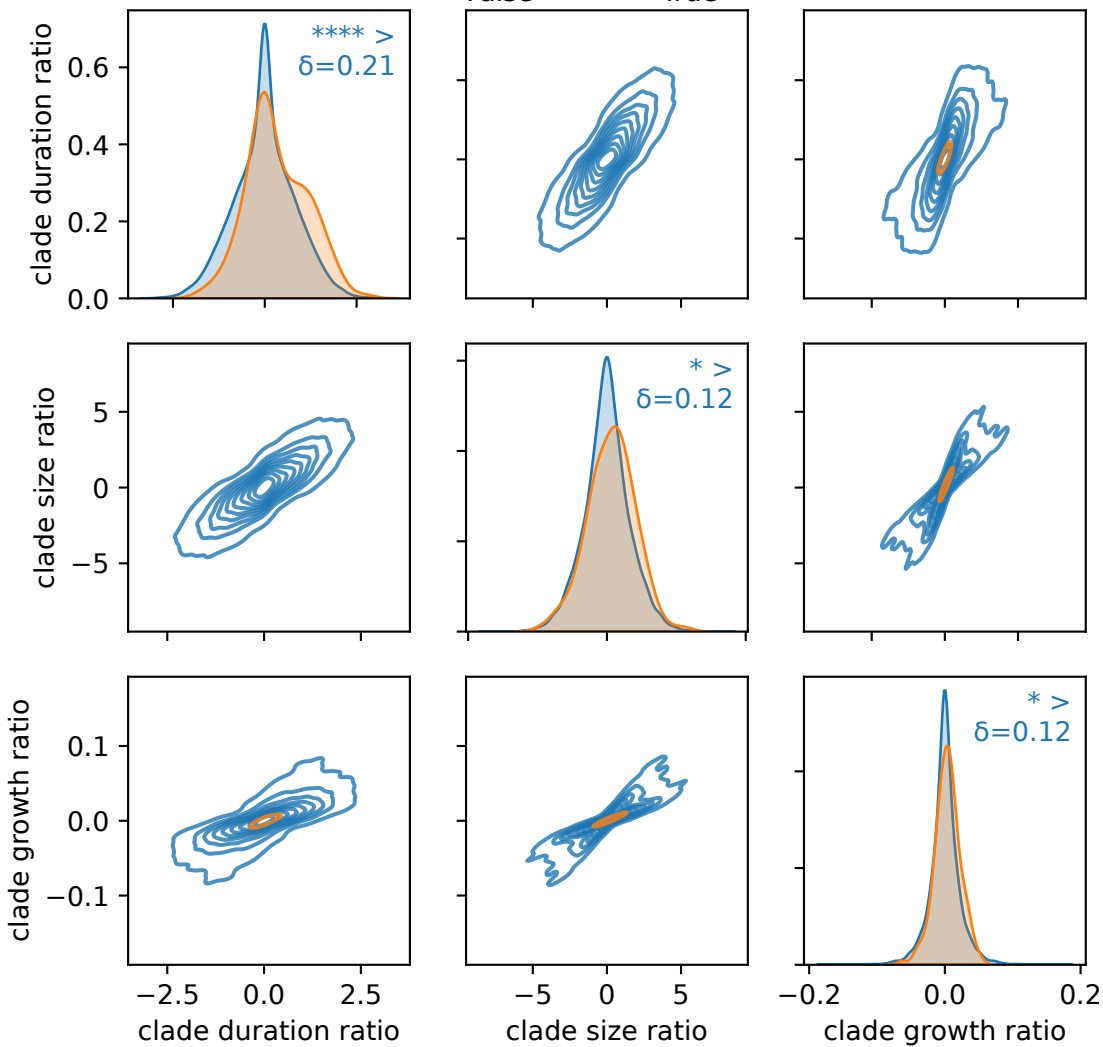 **** >
δ=0.21
clade duration ratio
0.6
0.4
0.2
0.0
* >
δ=0.12
clade size ratio
5
0
−5
* >
δ=0.12
clade growth ratio
0.1
0.0
−0.1
−2.5 0.0 2.5
−5 0 5
−0.2 0.0 0.2
clade duration ratio
clade size ratio
clade growth ratio